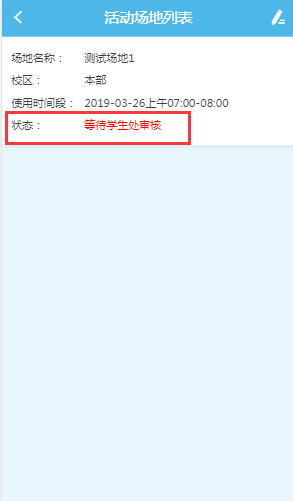 活动场地列表
场地名称： 测试场地1
校区： 本部
使用时间段： 2019-03-26上午07:00-08:00
状态： 等待学生处审核